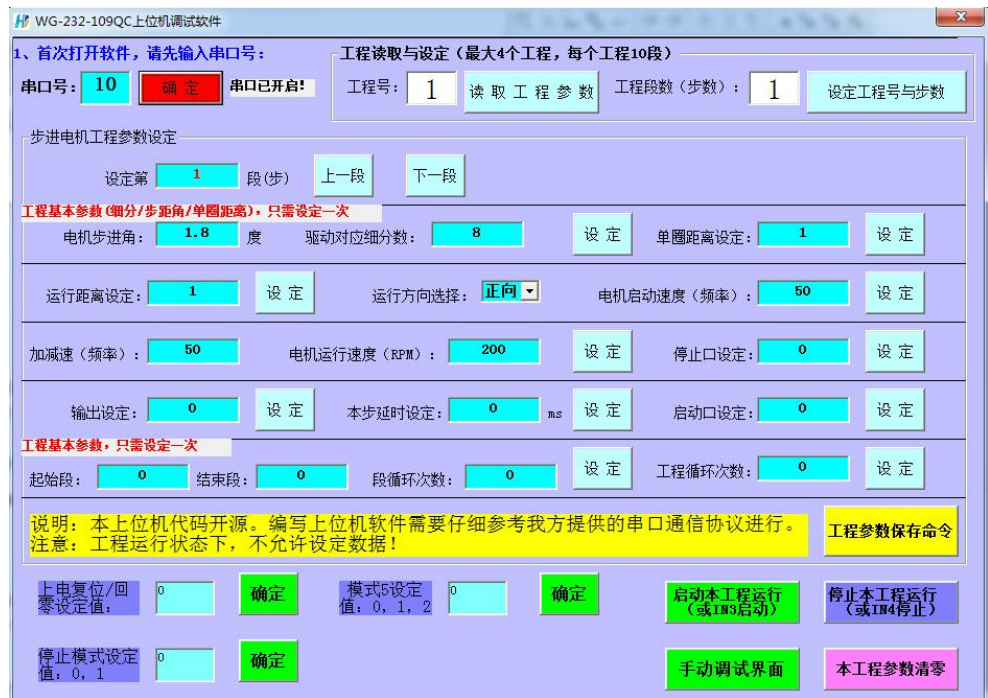 WG-232-109QC上位机调试软件
1、首次打开软件，请先输入串口号：
工程读取与设定（最大4个工程，每个工程10段）
串口号： 10 确 定 串口已开启！ 工程号： 1 读 取 工 程 参 数 工程段数（步数）： 1 设定工程号与步数
步进电机工程参数设定
设定第 1 段(步) 上一段 下一段
工程基本参数(细分/步距角/单圈距离)，只需设定一次
电机步进角： 1.8 度 驱动对应细分数： 8 设 定 单圈距离设定： 1 设 定
运行距离设定： 1 设 定 运行方向选择： 正向 电机启动速度（频率）： 50 设 定
加减速（频率）： 50 电机运行速度（RPM）： 200 设 定 停止口设定： 0 设 定
输出设定： 0 设 定 本步延时设定： 0 ms 设 定 启动口设定： 0 设 定
工程基本参数，只需设定一次
起始段： 0 结束段： 0 段循环次数： 0 设 定 工程循环次数： 0 设 定
说明：本上位机代码开源。编写上位机软件需要仔细参考我方提供的串口通信协议进行。
注意：工程运行状态下，不允许设定数据！
工程参数保存命令
上电复位/回
零设定值：
0 确定
模式5设定
值：0，1，2
0 确定
启动本工程运行
（或IN3启动）
停止本工程运行
（或IN4停止）
停止模式设定
值：0，1
0 确定
手动调试界面
本工程参数清零